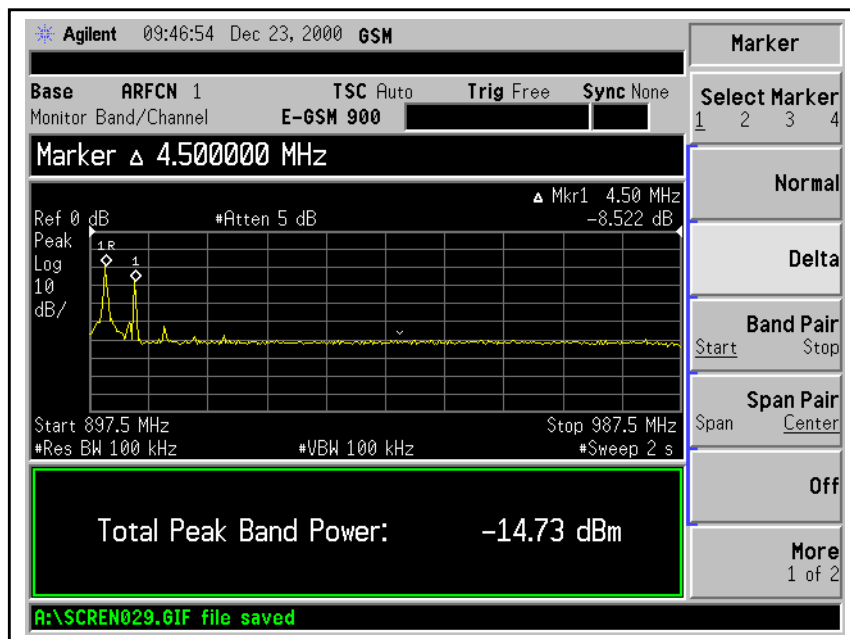 Agilent 09:46:54 Dec 23, 2000 GSM
Marker
Base ARFCN 1 TSC Auto Trig Free Sync None
Monitor Band/Channel E-GSM 900
Select Marker
1 2 3 4
Marker Δ 4.500000 MHz
Normal
Δ Mkr1 4.50 MHz
Ref 0 dB #Atten 5 dB -8.522 dB
Peak
Log
10
dB/
1R
1
Delta
Band Pair
Start Stop
Span Pair
Span Center
Start 897.5 MHz Stop 987.5 MHz
#Res BW 100 kHz #VBW 100 kHz #Sweep 2 s
Off
Total Peak Band Power: -14.73 dBm
More
1 of 2
A:\SCREN029.GIF file saved